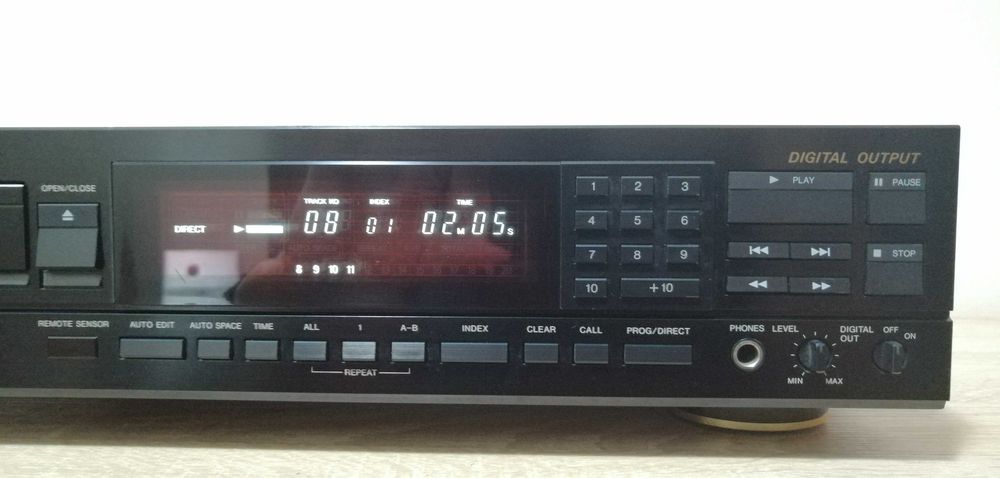 DIGITAL OUTPUT
OPEN/CLOSE
TRACK NO INDEX TIME
DIRECT 08 01 02M 05S
8 9 10 11
1 2 3
4 5 6
7 8 9
10 +10
PLAY PAUSE
STOP
REMOTE SENSOR AUTO EDIT AUTO SPACE TIME ALL 1 A-B INDEX CLEAR CALL PROG/DIRECT
REPEAT
PHONES LEVEL MIN MAX
DIGITAL OUT OFF ON